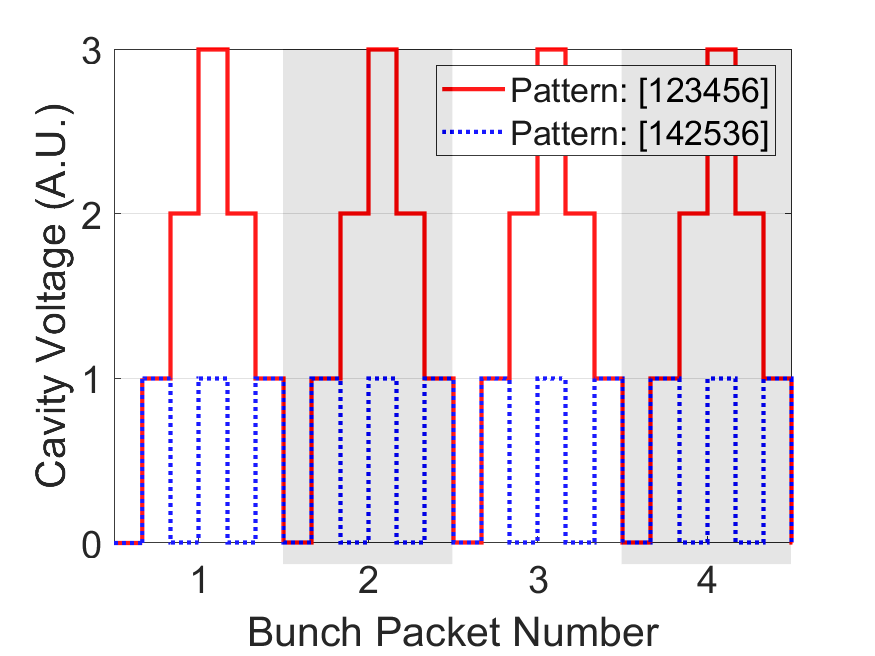 3
2
1
0
Cavity Voltage (A.U.)
Pattern: [123456]
Pattern: [142536]
1 2 3 4
Bunch Packet Number